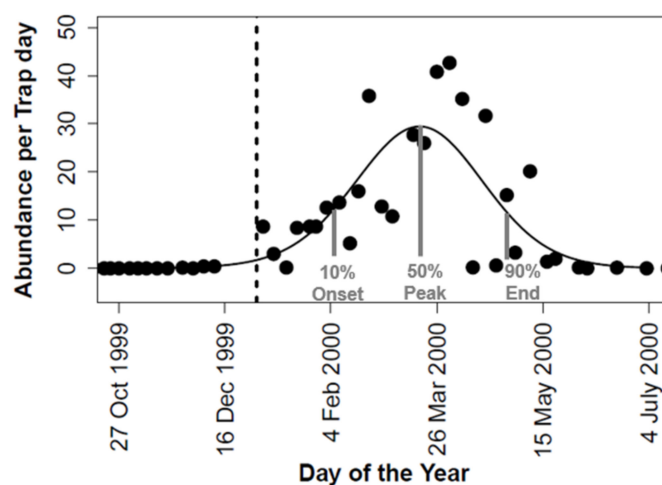 Abundance per Trap day
50
40
30
20
10
0
10%
Onset
50%
Peak
90%
End
27 Oct 1999
16 Dec 1999
4 Feb 2000
26 Mar 2000
15 May 2000
4 July 2000
Day of the Year